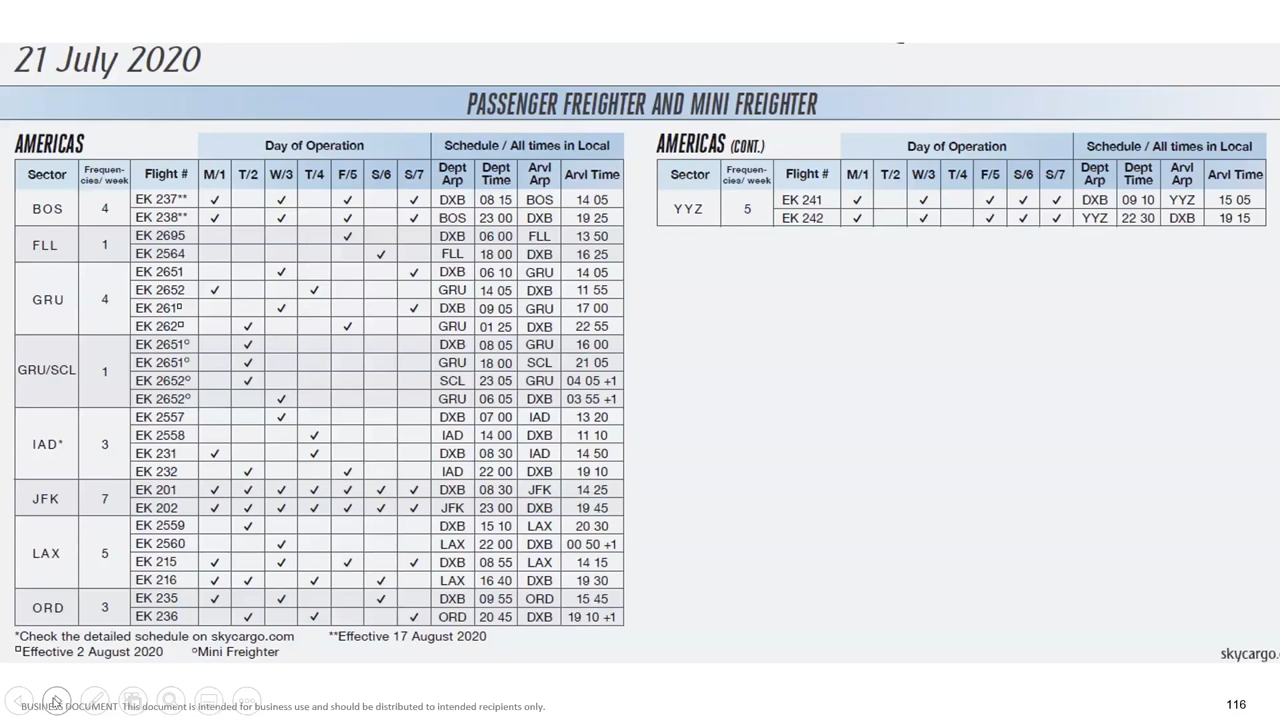 21 July 2020
PASSENGER FREIGHTER AND MINI FREIGHTER
AMERICAS Day of Operation Schedule / All times in Local
Sector Frequen-cies/ week Flight # M/1 T/2 W/3 T/4 F/5 S/6 S/7 Dept Arp Dept Time Arvl Arp Arvl Time
BOS 4 EK 237** ✓ ✓ ✓ ✓ DXB 08 15 BOS 14 05
EK 238** ✓ ✓ ✓ ✓ BOS 23 00 DXB 19 25
FLL 1 EK 2695 ✓ DXB 06 00 FLL 13 50
EK 2564 ✓ FLL 18 00 DXB 16 25
GRU 4 EK 2651 ✓ ✓ DXB 06 10 GRU 14 05
EK 2652 ✓ ✓ GRU 14 05 DXB 11 55
EK 261□ ✓ ✓ DXB 09 05 GRU 17 00
EK 262□ ✓ ✓ GRU 01 25 DXB 22 55
GRU/SCL 1 EK 2651° ✓ DXB 08 05 GRU 16 00
EK 2651° ✓ GRU 18 00 SCL 21 05
EK 2652° ✓ SCL 23 05 GRU 04 05 +1
EK 2652° ✓ GRU 06 05 DXB 03 55 +1
IAD* 3 EK 2557 ✓ DXB 07 00 IAD 13 20
EK 2558 ✓ IAD 14 00 DXB 11 10
EK 231 ✓ ✓ DXB 08 30 IAD 14 50
EK 232 ✓ ✓ IAD 22 00 DXB 19 10
JFK 7 EK 201 ✓ ✓ ✓ ✓ ✓ ✓ ✓ DXB 08 30 JFK 14 25
EK 202 ✓ ✓ ✓ ✓ ✓ ✓ ✓ JFK 23 00 DXB 19 45
LAX 5 EK 2559 ✓ DXB 15 10 LAX 20 30
EK 2560 ✓ LAX 22 00 DXB 00 50 +1
EK 215 ✓ ✓ ✓ ✓ DXB 08 55 LAX 14 15
EK 216 ✓ ✓ ✓ ✓ LAX 16 40 DXB 19 30
ORD 3 EK 235 ✓ ✓ ✓ DXB 09 55 ORD 15 45
EK 236 ✓ ✓ ✓ ORD 20 45 DXB 19 10 +1
*Check the detailed schedule on skycargo.com **Effective 17 August 2020
□Effective 2 August 2020 °Mini Freighter
AMERICAS (CONT.) Day of Operation Schedule / All times in Local
Sector Frequen-cies/ week Flight # M/1 T/2 W/3 T/4 F/5 S/6 S/7 Dept Arp Dept Time Arvl Arp Arvl Time
YYZ 5 EK 241 ✓ ✓ ✓ ✓ ✓ DXB 09 10 YYZ 15 05
EK 242 ✓ ✓ ✓ ✓ ✓ YYZ 22 30 DXB 19 15
skycargo.
BUSINESS DOCUMENT This document is intended for business use and should be distributed to intended recipients only.
116